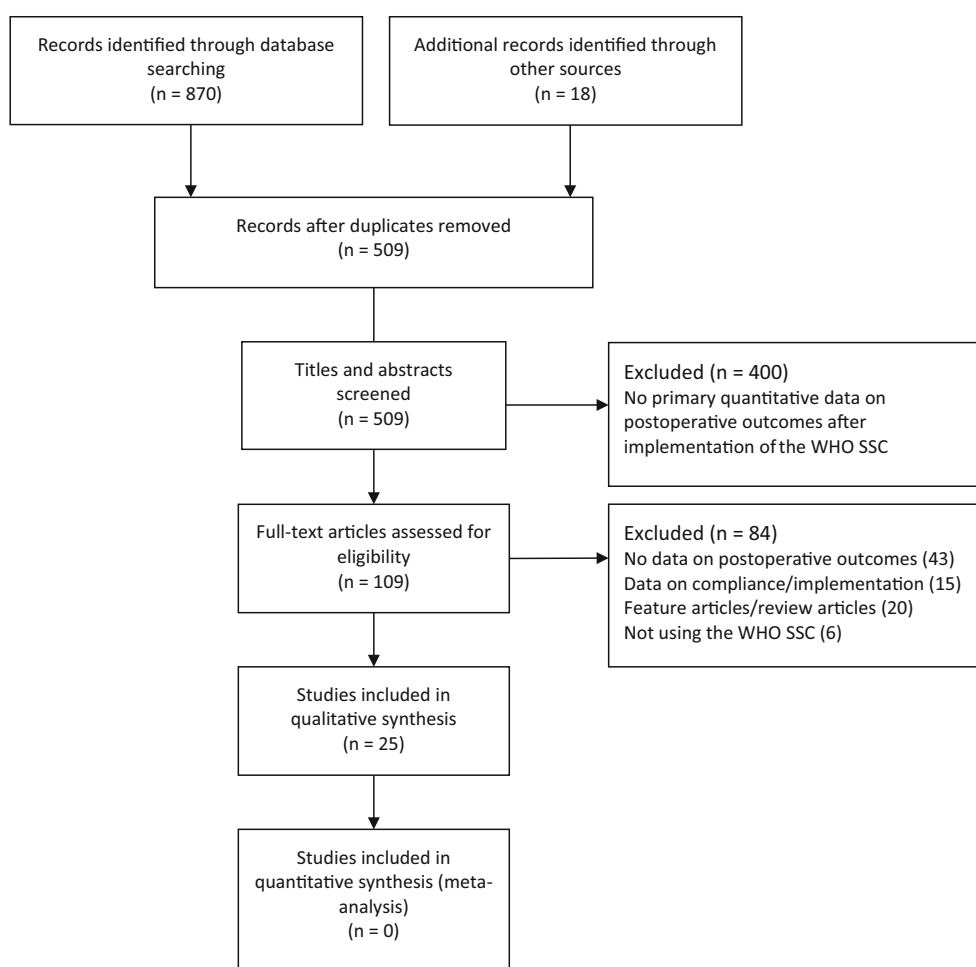 Records identified through database
searching
(n = 870)
Additional records identified through
other sources
(n = 18)
Records after duplicates removed
(n = 509)
Titles and abstracts
screened
(n = 509)
Excluded (n = 400)
No primary quantitative data on
postoperative outcomes after
implementation of the WHO SSC
Full-text articles assessed for
eligibility
(n = 109)
Excluded (n = 84)
No data on postoperative outcomes (43)
Data on compliance/implementation (15)
Feature articles/review articles (20)
Not using the WHO SSC (6)
Studies included in
qualitative synthesis
(n = 25)
Studies included in
quantitative synthesis (meta-
analysis)
(n = 0)